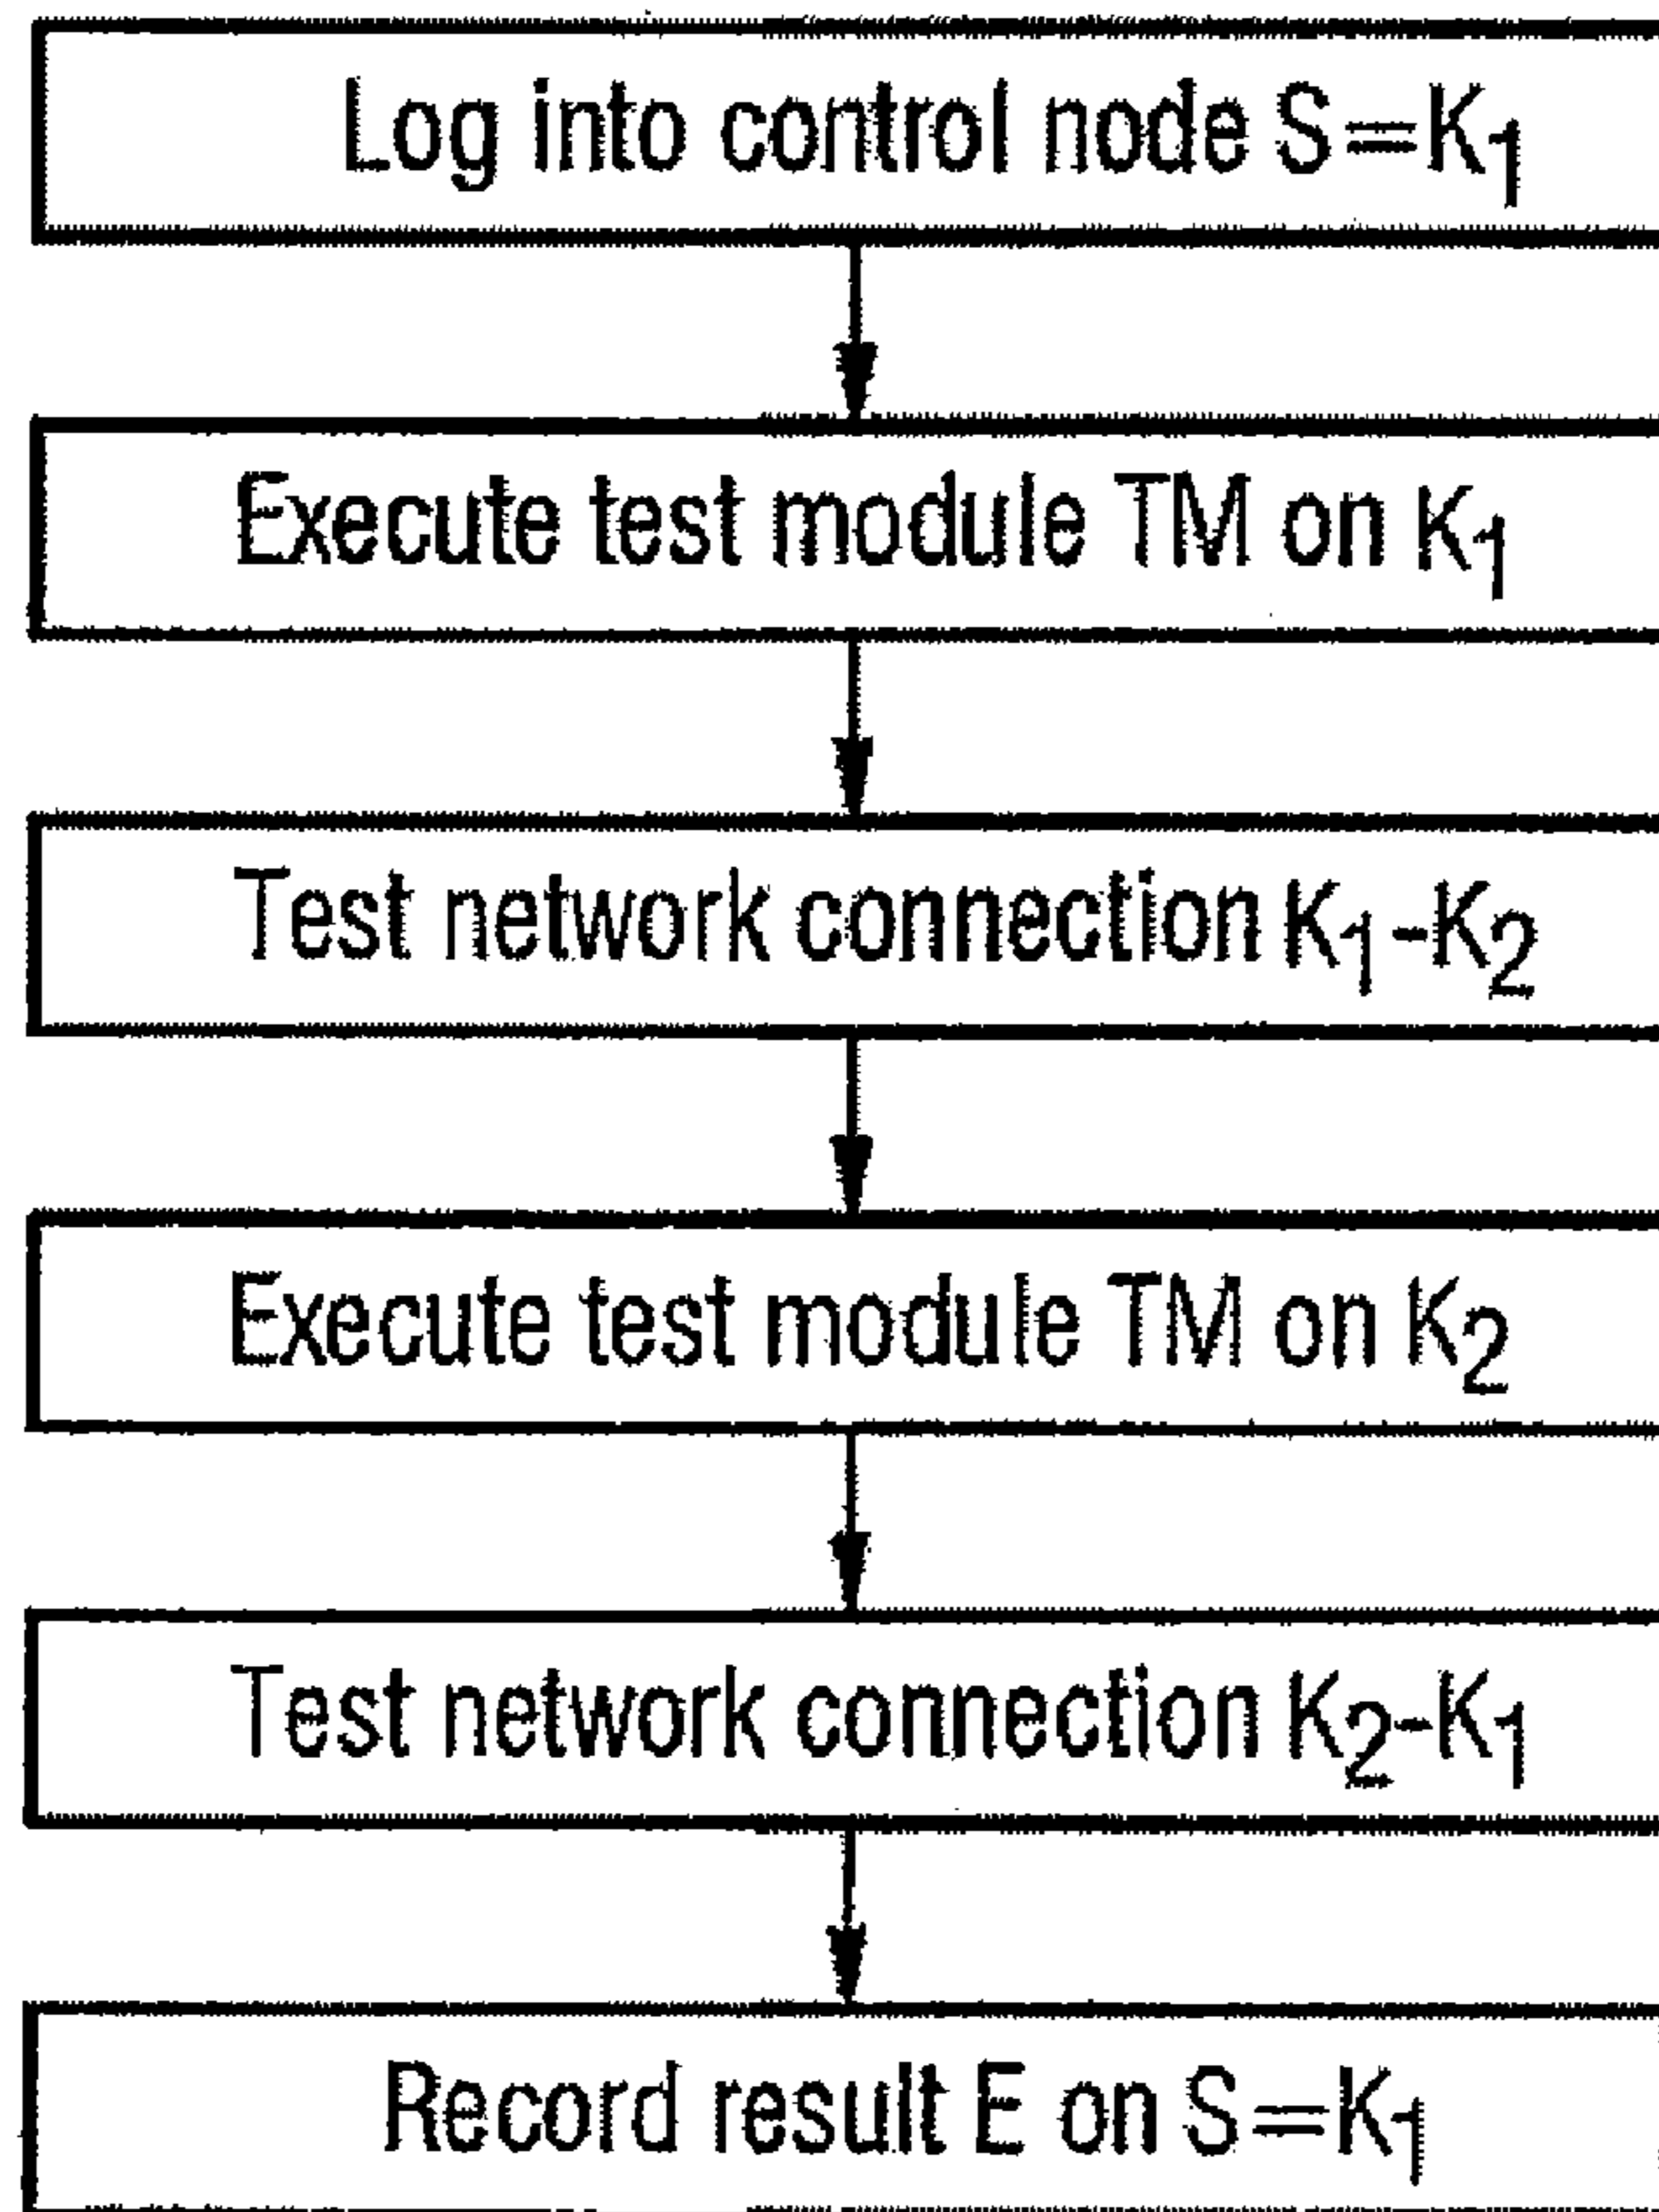 Log into control node S=K₁
Execute test module TM on K₁
Test network connection K₁-K₂
Execute test module TM on K₂
Test network connection K₂-K₁
Record result E on S=K₁